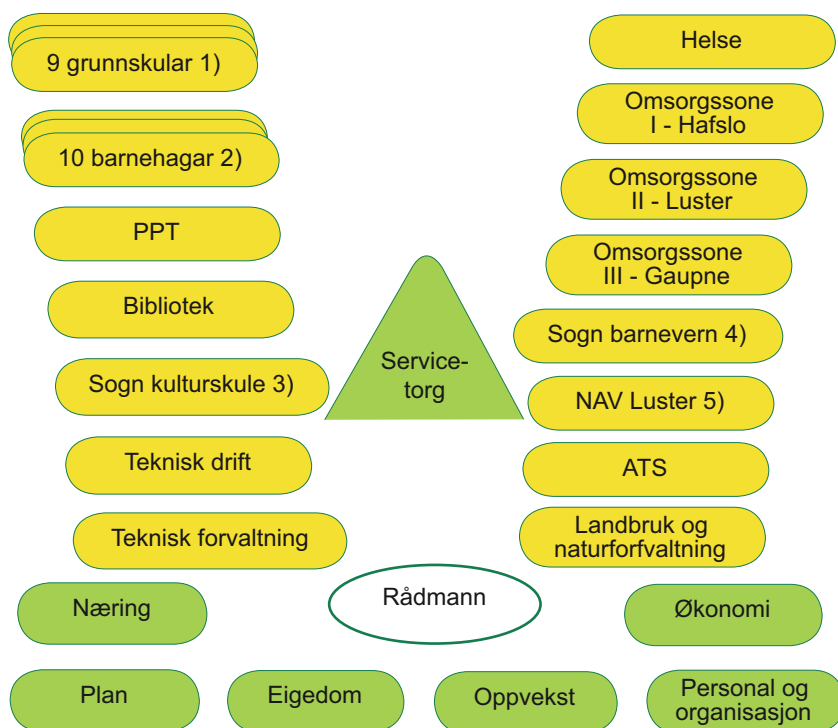 9 grunnskular 1)
10 barnehagar 2)
PPT
Bibliotek
Sogn kulturskule 3)
Teknisk drift
Teknisk forvaltning
Service-
torg
Helse
Omsorgssone
I - Hafslo
Omsorgssone
II - Luster
Omsorgssone
III - Gaupne
Sogn barnevern 4)
NAV Luster 5)
ATS
Landbruk og
naturforfvaltning
Næring
Rådmann
Økonomi
Plan
Eigedom
Oppvekst
Personal og
organisasjon